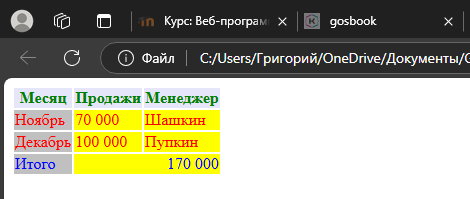 Курс: Веб-програм
gosbook
Файл
C:/Users/Григорий/OneDrive/Документы/
Месяц Продажи Менеджер
Ноябрь 70 000 Шашкин
Декабрь 100 000 Пупкин
Итого 170 000